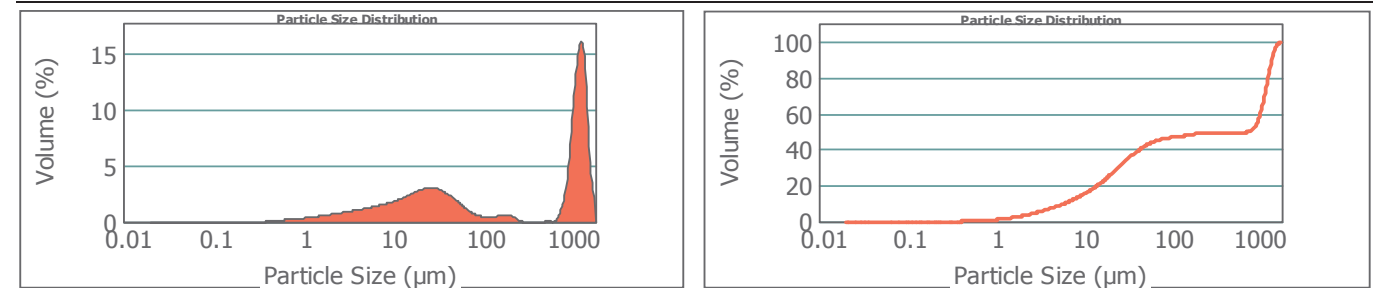 Particle Size Distribution
Volume (%)
15
10
5
0
0.01 0.1 1 10 100 1000
Particle Size (µm)
Particle Size Distribution
Volume (%)
100
80
60
40
20
0
0.01 0.1 1 10 100 1000
Particle Size (µm)